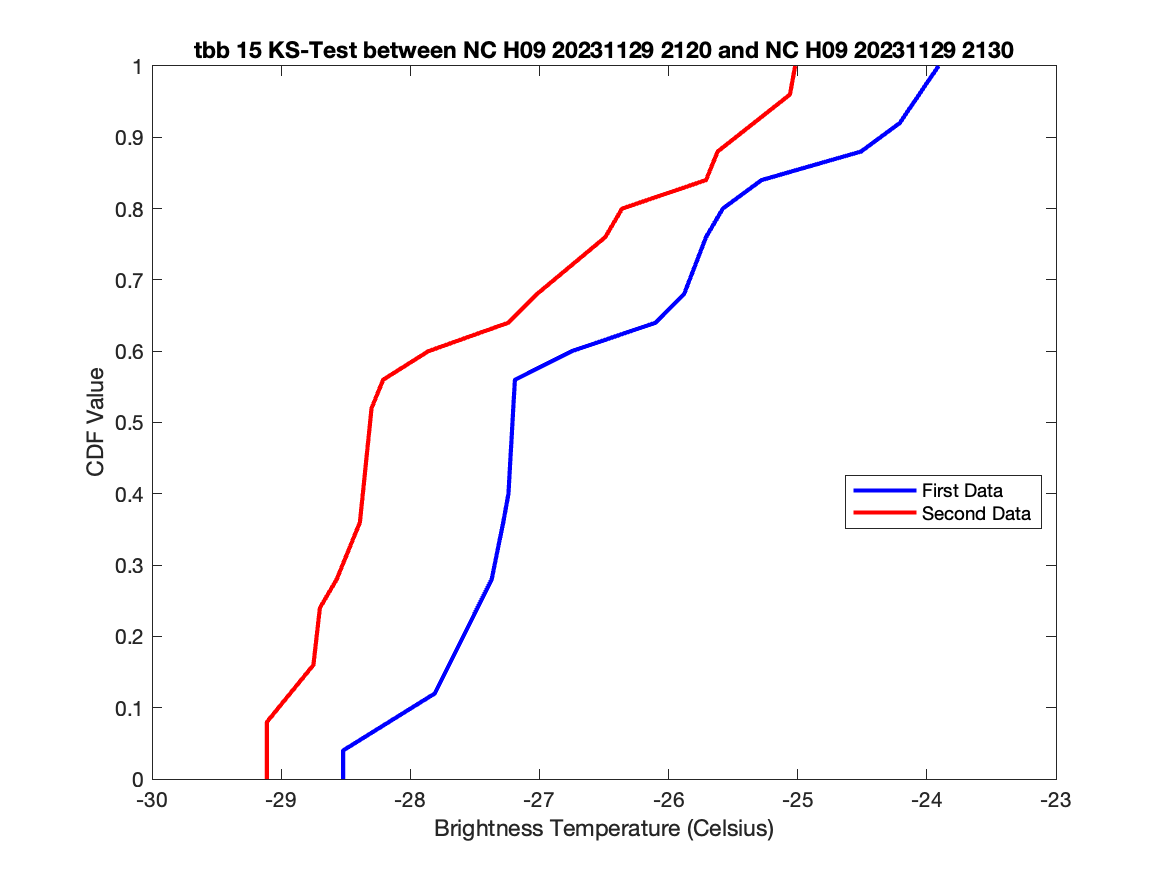 tbb 15 KS-Test between NC H09 20231129 2120 and NC H09 20231129 2130
1
0.9
0.8
0.7
0.6
0.5
0.4
0.3
0.2
0.1
0
CDF Value
First Data
Second Data
-30 -29 -28 -27 -26 -25 -24 -23
Brightness Temperature (Celsius)